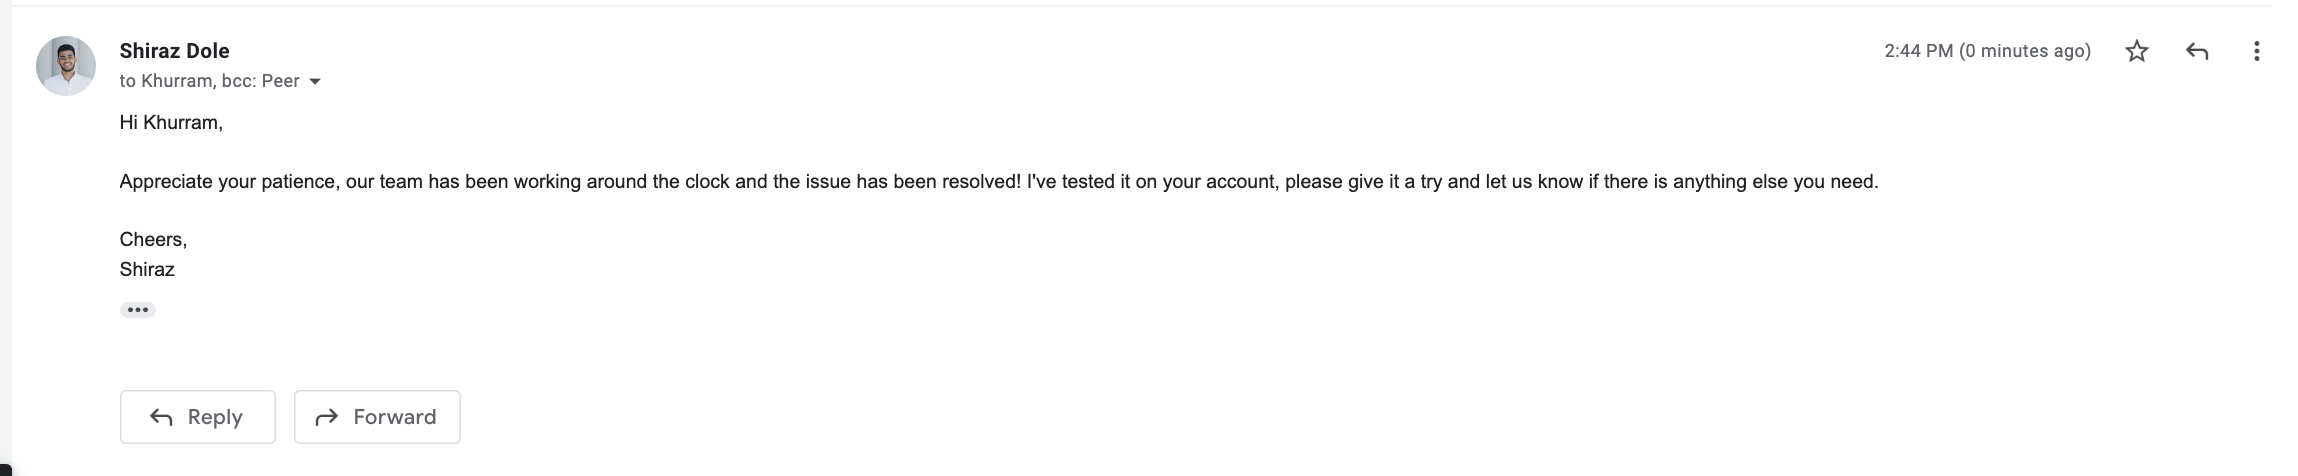 Shiraz Dole
2:44 PM (0 minutes ago)
to Khurram, bcc: Peer
Hi Khurram,
Appreciate your patience, our team has been working around the clock and the issue has been resolved! I've tested it on your account, please give it a try and let us know if there is anything else you need.
Cheers,
Shiraz
Reply
Forward